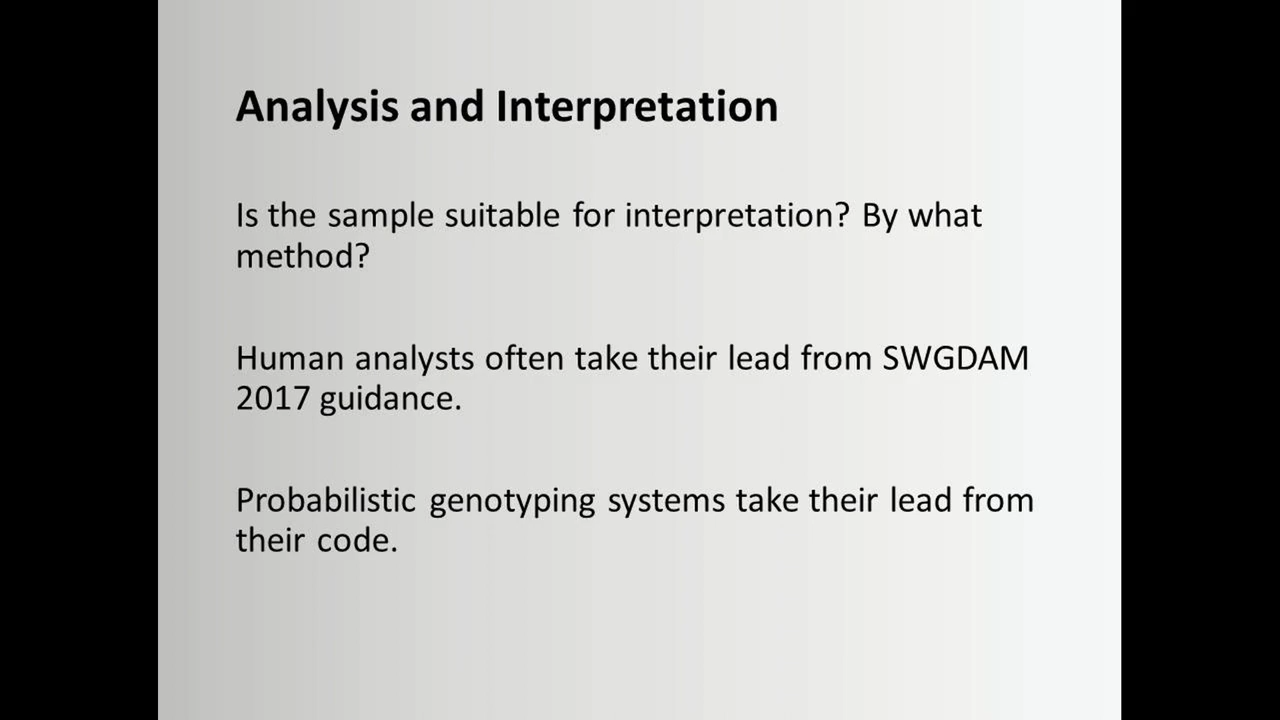 Analysis and Interpretation
Is the sample suitable for interpretation? By what
method?
Human analysts often take their lead from SWGDAM
2017 guidance.
Probabilistic genotyping systems take their lead from
their code.